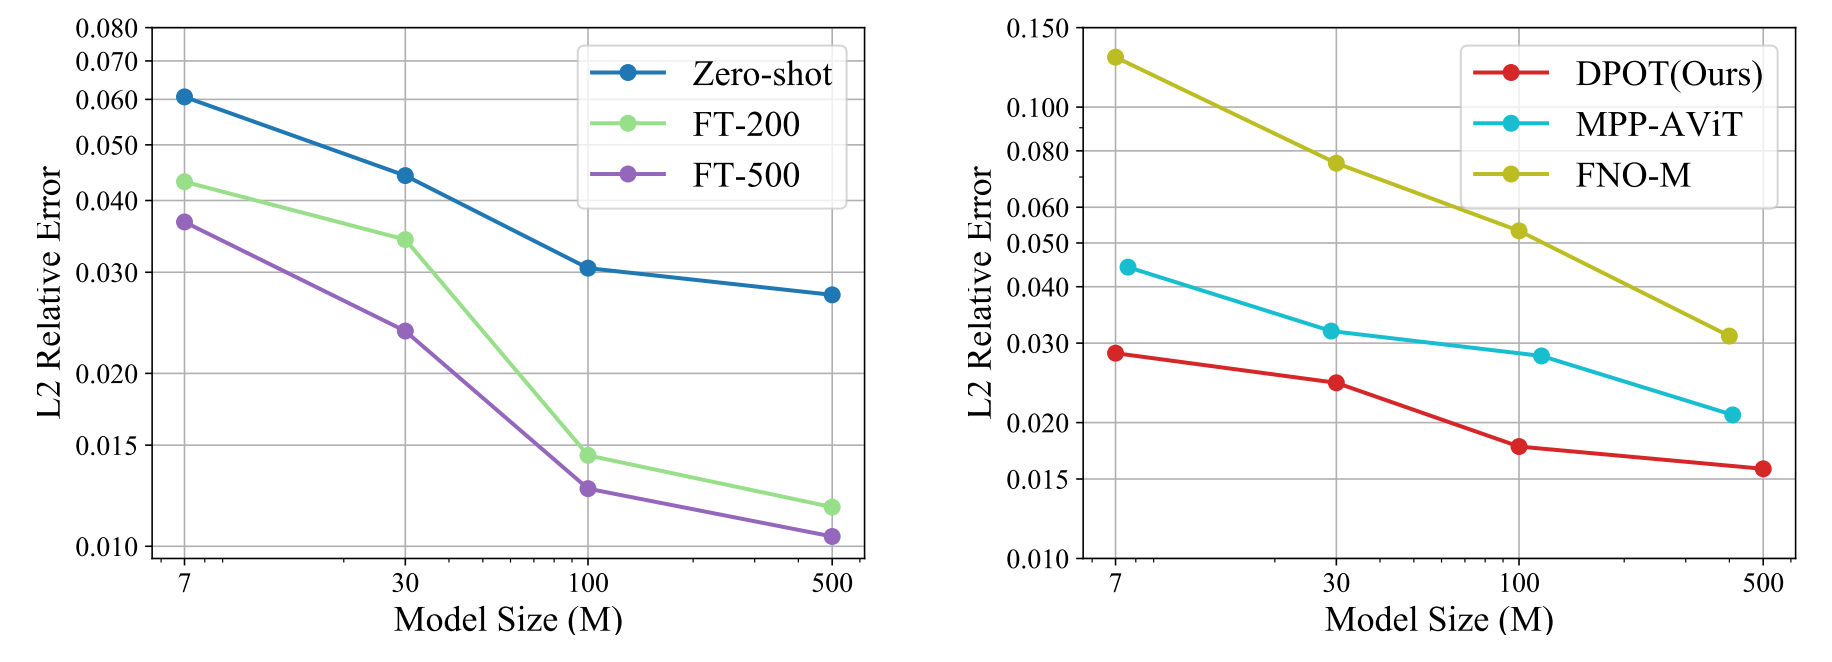 0.080
0.070
0.060
0.050
0.040
0.030
0.020
0.015
0.010
L2 Relative Error
Zero-shot
FT-200
FT-500
7 30 100 500
Model Size (M)
0.150
0.100
0.080
0.060
0.050
0.040
0.030
0.020
0.015
0.010
L2 Relative Error
DPOT(Ours)
MPP-AViT
FNO-M
7 30 100 500
Model Size (M)